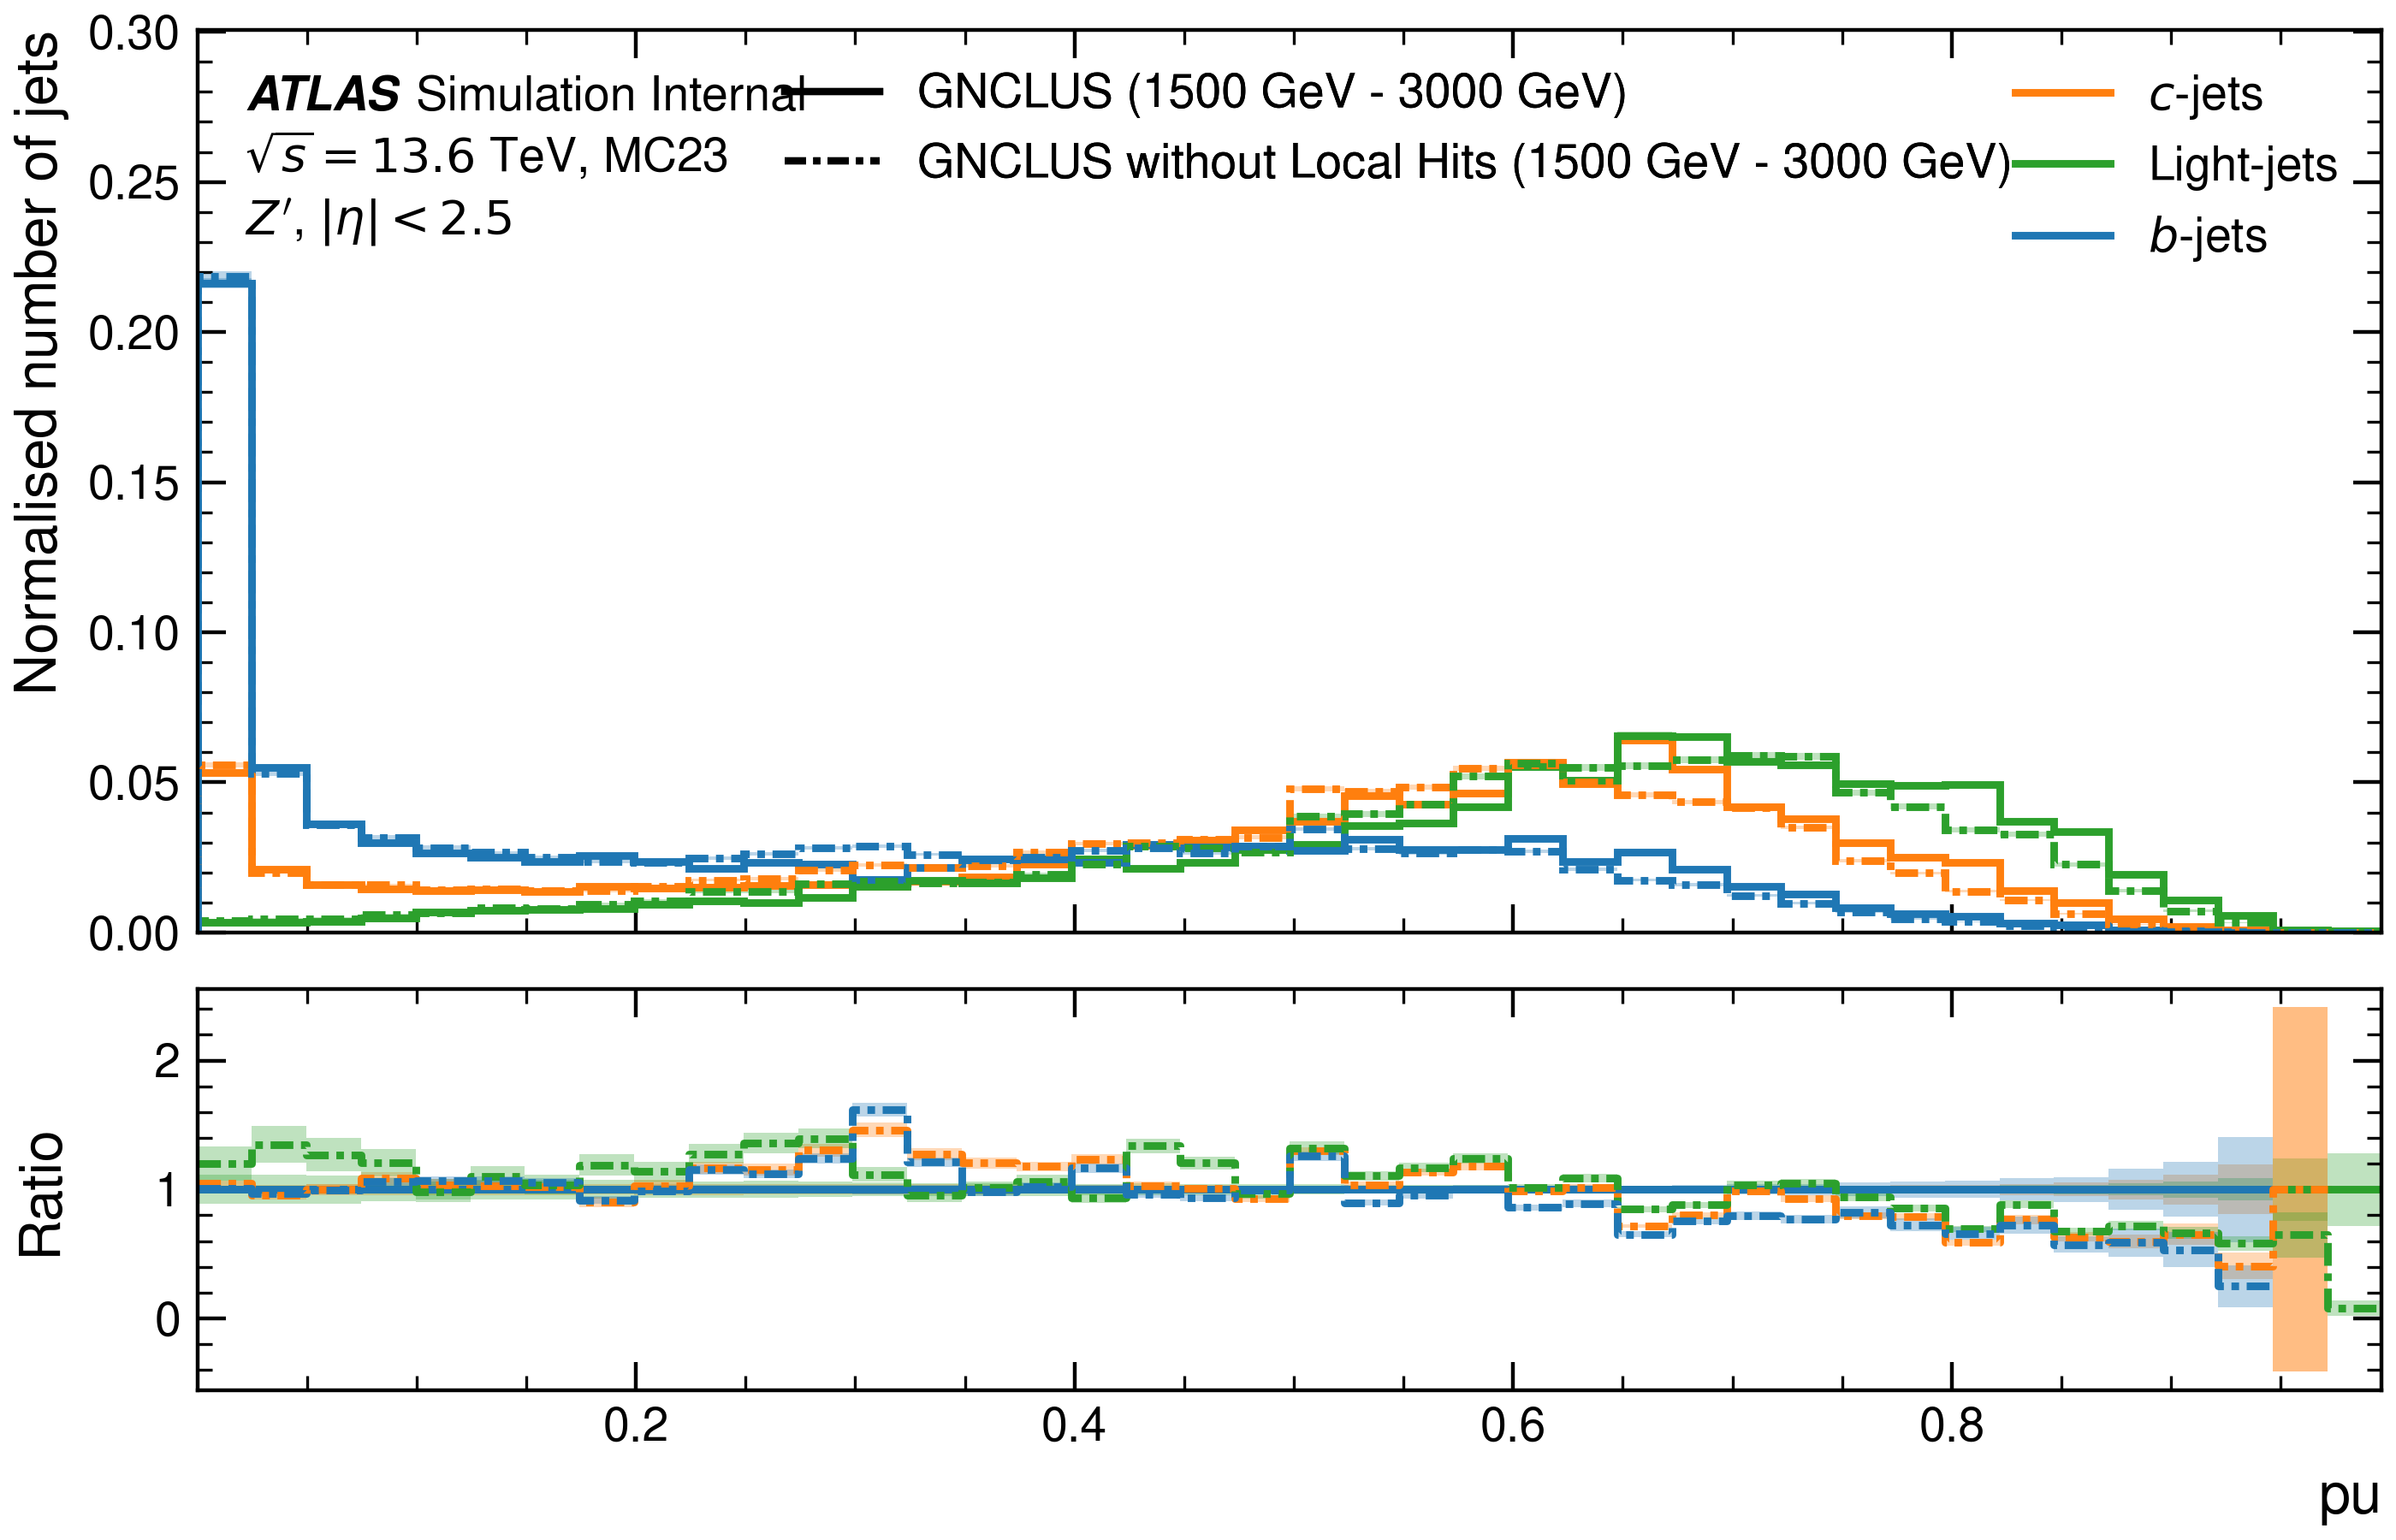 Normalised number of jets
0.30
0.25
0.20
0.15
0.10
0.05
0.00
ATLAS Simulation Internal
√s = 13.6 TeV, MC23
Z′, |η| < 2.5
GNCLUS (1500 GeV - 3000 GeV)
GNCLUS without Local Hits (1500 GeV - 3000 GeV)
c-jets
Light-jets
b-jets
Ratio
2
1
0
0.2 0.4 0.6 0.8
pu